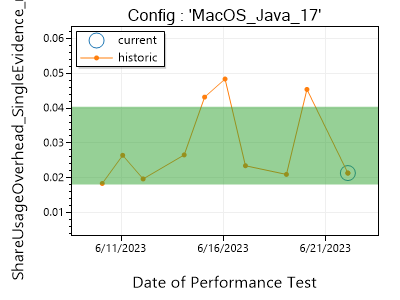 Config : 'MacOS_Java_17'
current
historic
ShareUsageOverhead_SingleEvidence_
0.06
0.05
0.04
0.03
0.02
0.01
6/11/2023
6/16/2023
6/21/2023
Date of Performance Test